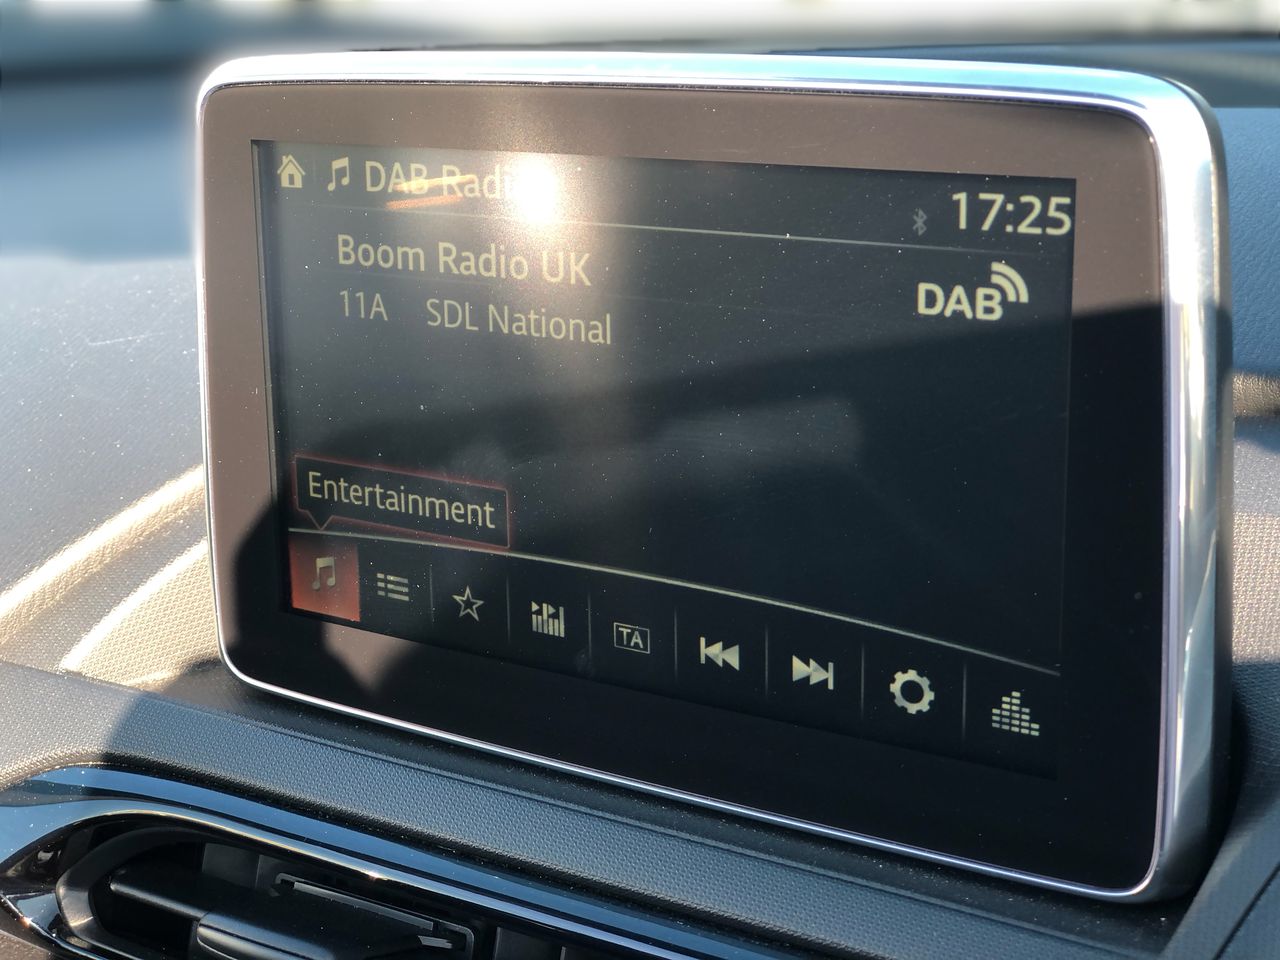 DAB Radio
17:25
Boom Radio UK
DAB
11A SDL National
Entertainment
TA